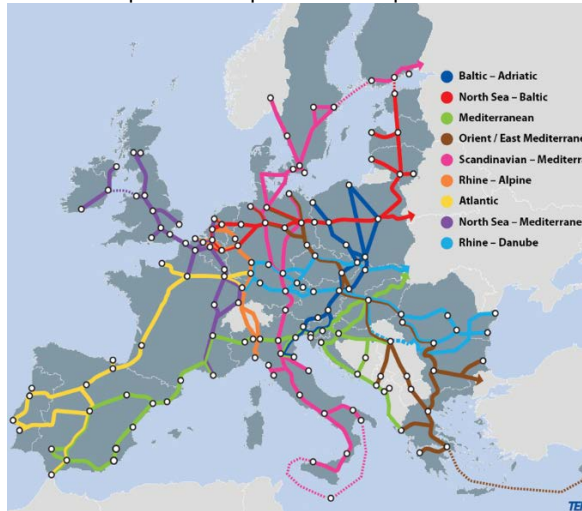 Baltic – Adriatic
North Sea – Baltic
Mediterranean
Orient / East Mediterrane
Scandinavian – Mediterr
Rhine – Alpine
Atlantic
North Sea – Mediterrane
Rhine – Danube